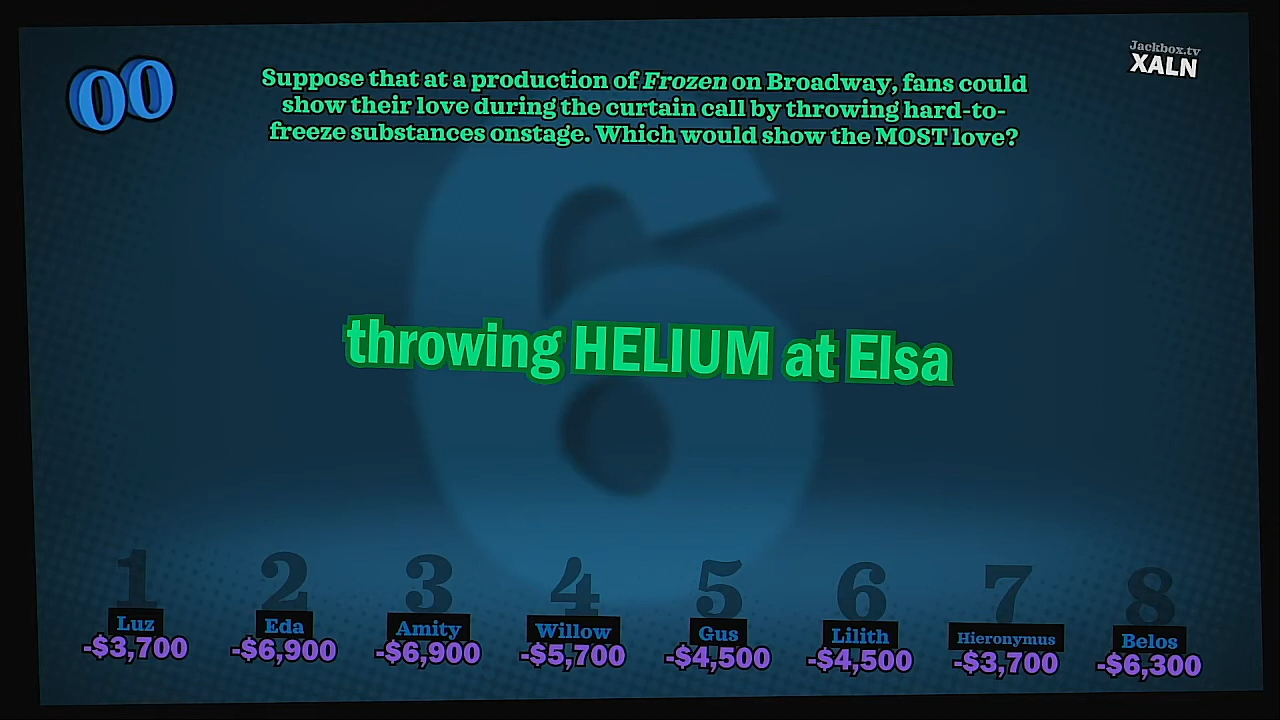 00
Suppose that at a production of Frozen on Broadway, fans could
show their love during the curtain call by throwing hard-to-
freeze substances onstage. Which would show the MOST love?
Jackbox.tv
XALN
6
throwing HELIUM at Elsa
1 2 3 4 5 6 7 8
Luz Eda Amity Willow Gus Lilith Hieronymus Belos
-$3,700 -$6,900 -$6,900 -$5,700 -$4,500 -$4,500 -$3,700 -$6,300